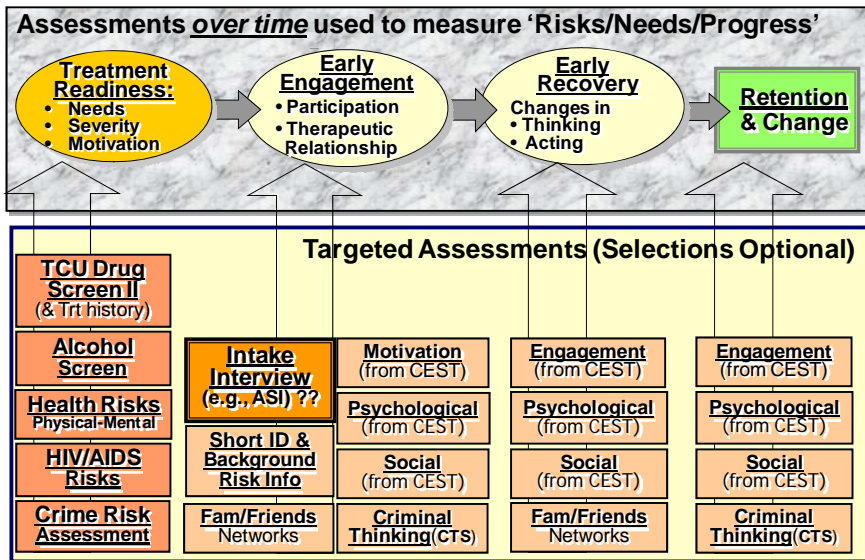 Assessments over time used to measure ‘Risks/Needs/Progress’
Treatment
Readiness:
• Needs
• Severity
• Motivation
Early
Engagement
• Participation
• Therapeutic
Relationship
Early
Recovery
Changes in
• Thinking
• Acting
Retention
& Change
Targeted Assessments (Selections Optional)
TCU Drug
Screen II
(& Trt history)
Alcohol
Screen
Health Risks
Physical-Mental
HIV/AIDS
Risks
Crime Risk
Assessment
Intake
Interview
(e.g., ASI) ??
Short ID &
Background
Risk Info
Fam/Friends
Networks
Motivation
(from CEST)
Psychological
(from CEST)
Social
(from CEST)
Criminal
Thinking(CTS)
Engagement
(from CEST)
Psychological
(from CEST)
Social
(from CEST)
Fam/Friends
Networks
Engagement
(from CEST)
Psychological
(from CEST)
Social
(from CEST)
Criminal
Thinking(CTS)